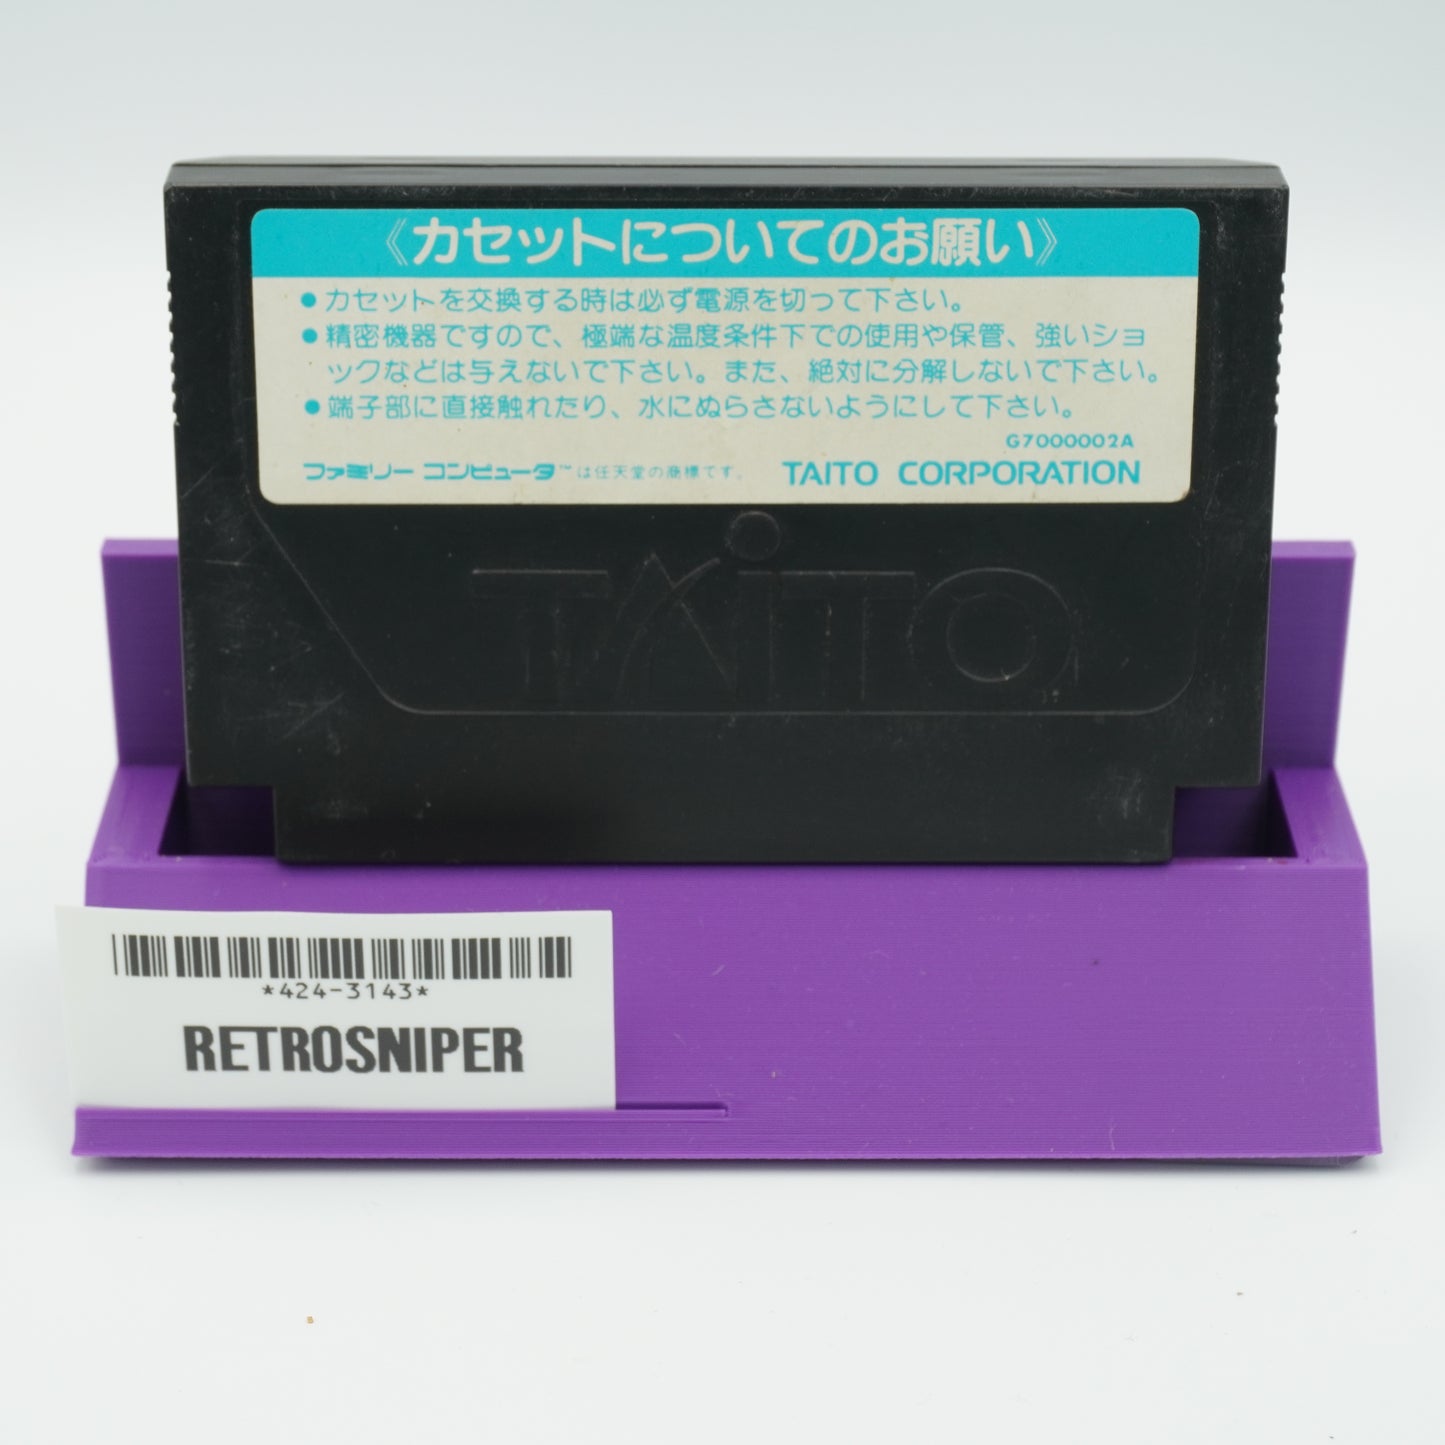 《カセットについてのお願い》
●カセットを交換する時は必ず電源を切って下さい。
●精密機器ですので、極端な温度条件下での使用や保管、強いショ
ックなどは与えないで下さい。また、絶対に分解しないで下さい。
●端子部に直接触れたり、水にぬらさないようにして下さい。
G7000002A
ファミリー コンピュータ™は任天堂の商標です。 TAITO CORPORATION
TAiTO
*424-3143*
RETROSNIPER